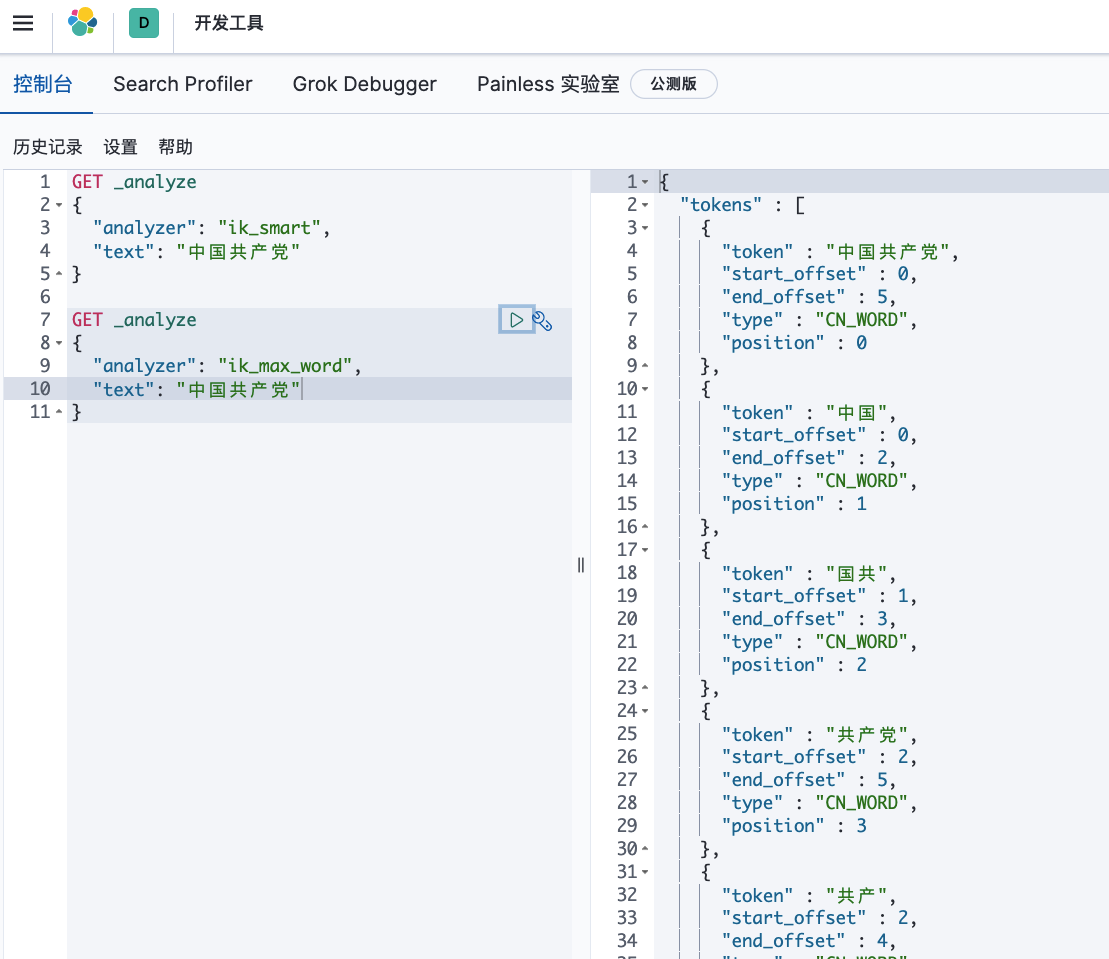 D 开发工具
控制台 Search Profiler Grok Debugger Painless 实验室 公测版
历史记录 设置 帮助
1 GET _analyze
2 {
3 "analyzer": "ik_smart",
4 "text": "中国共产党"
5 }
6
7 GET _analyze
8 {
9 "analyzer": "ik_max_word",
10 "text": "中国共产党"
11 }
1 {
2 "tokens" : [
3 {
4 "token" : "中国共产党",
5 "start_offset" : 0,
6 "end_offset" : 5,
7 "type" : "CN_WORD",
8 "position" : 0
9 },
10 {
11 "token" : "中国",
12 "start_offset" : 0,
13 "end_offset" : 2,
14 "type" : "CN_WORD",
15 "position" : 1
16 },
17 {
18 "token" : "国共",
19 "start_offset" : 1,
20 "end_offset" : 3,
21 "type" : "CN_WORD",
22 "position" : 2
23 },
24 {
25 "token" : "共产党",
26 "start_offset" : 2,
27 "end_offset" : 5,
28 "type" : "CN_WORD",
29 "position" : 3
30 },
31 {
32 "token" : "共产",
33 "start_offset" : 2,
34 "end_offset" : 4,